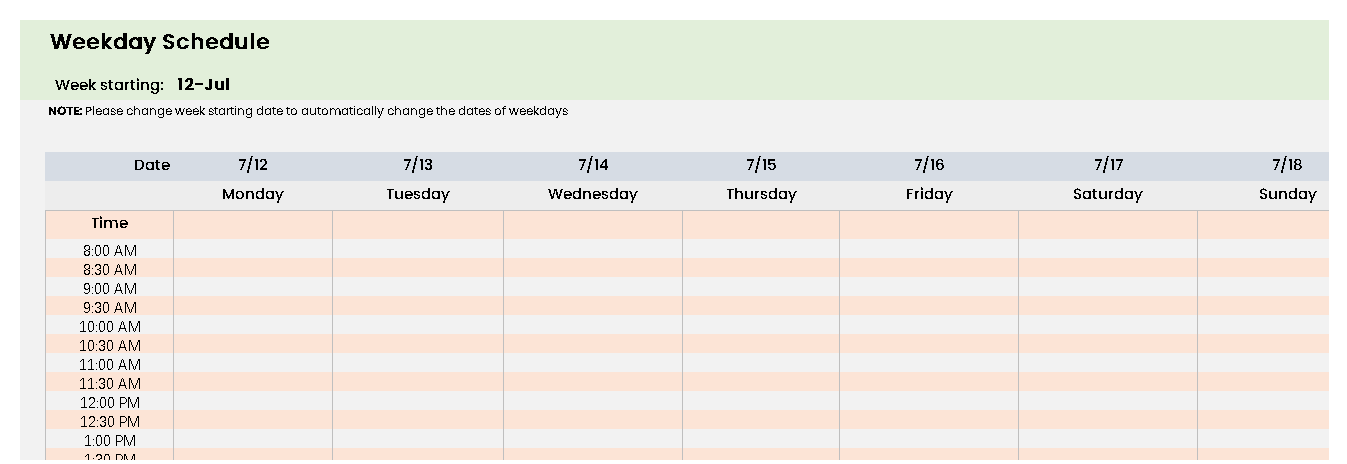 Weekday Schedule
Week starting: 12-Jul
NOTE: Please change week starting date to automatically change the dates of weekdays
Date 7/12 7/13 7/14 7/15 7/16 7/17 7/18
Monday Tuesday Wednesday Thursday Friday Saturday Sunday
Time
8:00 AM
8:30 AM
9:00 AM
9:30 AM
10:00 AM
10:30 AM
11:00 AM
11:30 AM
12:00 PM
12:30 PM
1:00 PM
1:30 PM